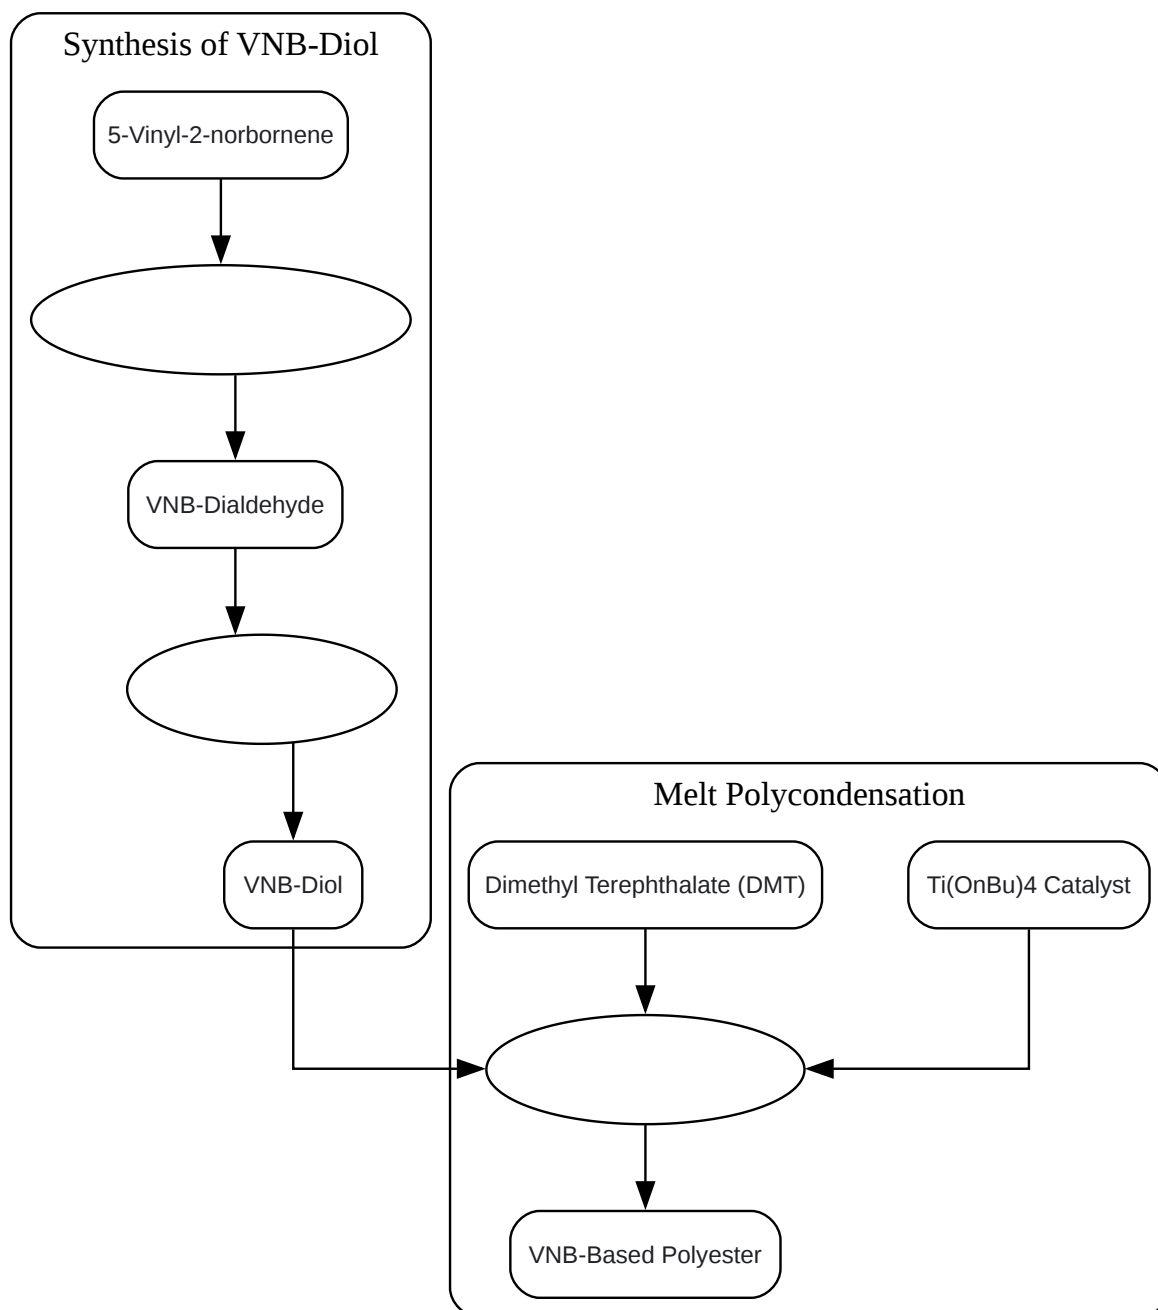 Synthesis of VNB-Diol
5-Vinyl-2-norbornene
VNB-Dialdehyde
VNB-Diol
Melt Polycondensation
Dimethyl Terephthalate (DMT)
Ti(OnBu)4 Catalyst
VNB-Based Polyester